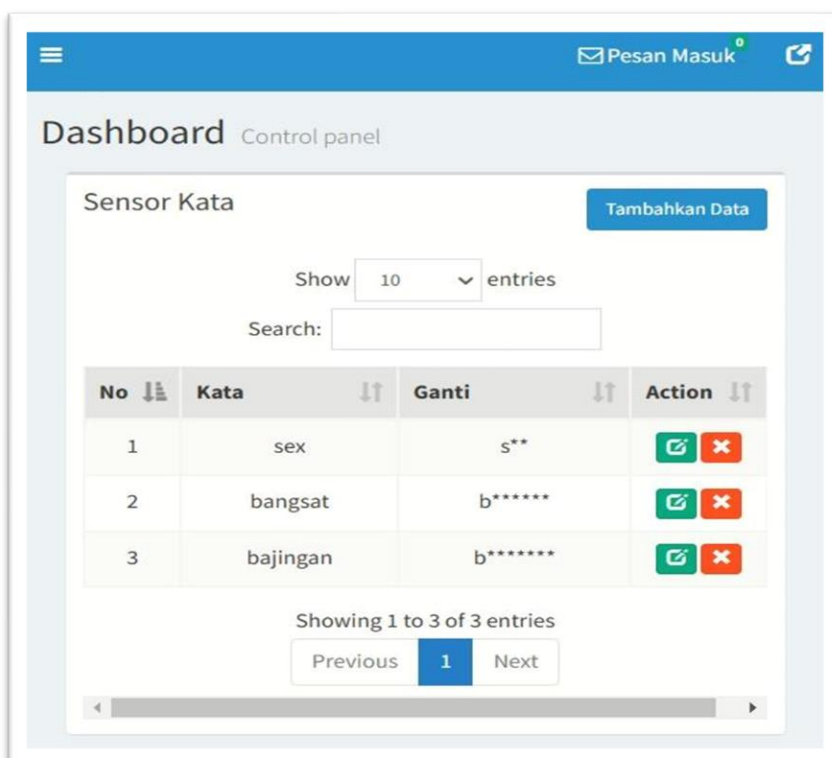 Pesan Masuk 0
Dashboard Control panel
Sensor Kata Tambahkan Data
Show 10 entries
Search:
No Kata Ganti Action
1 sex s**
2 bangsat b******
3 bajingan b*******
Showing 1 to 3 of 3 entries
Previous 1 Next